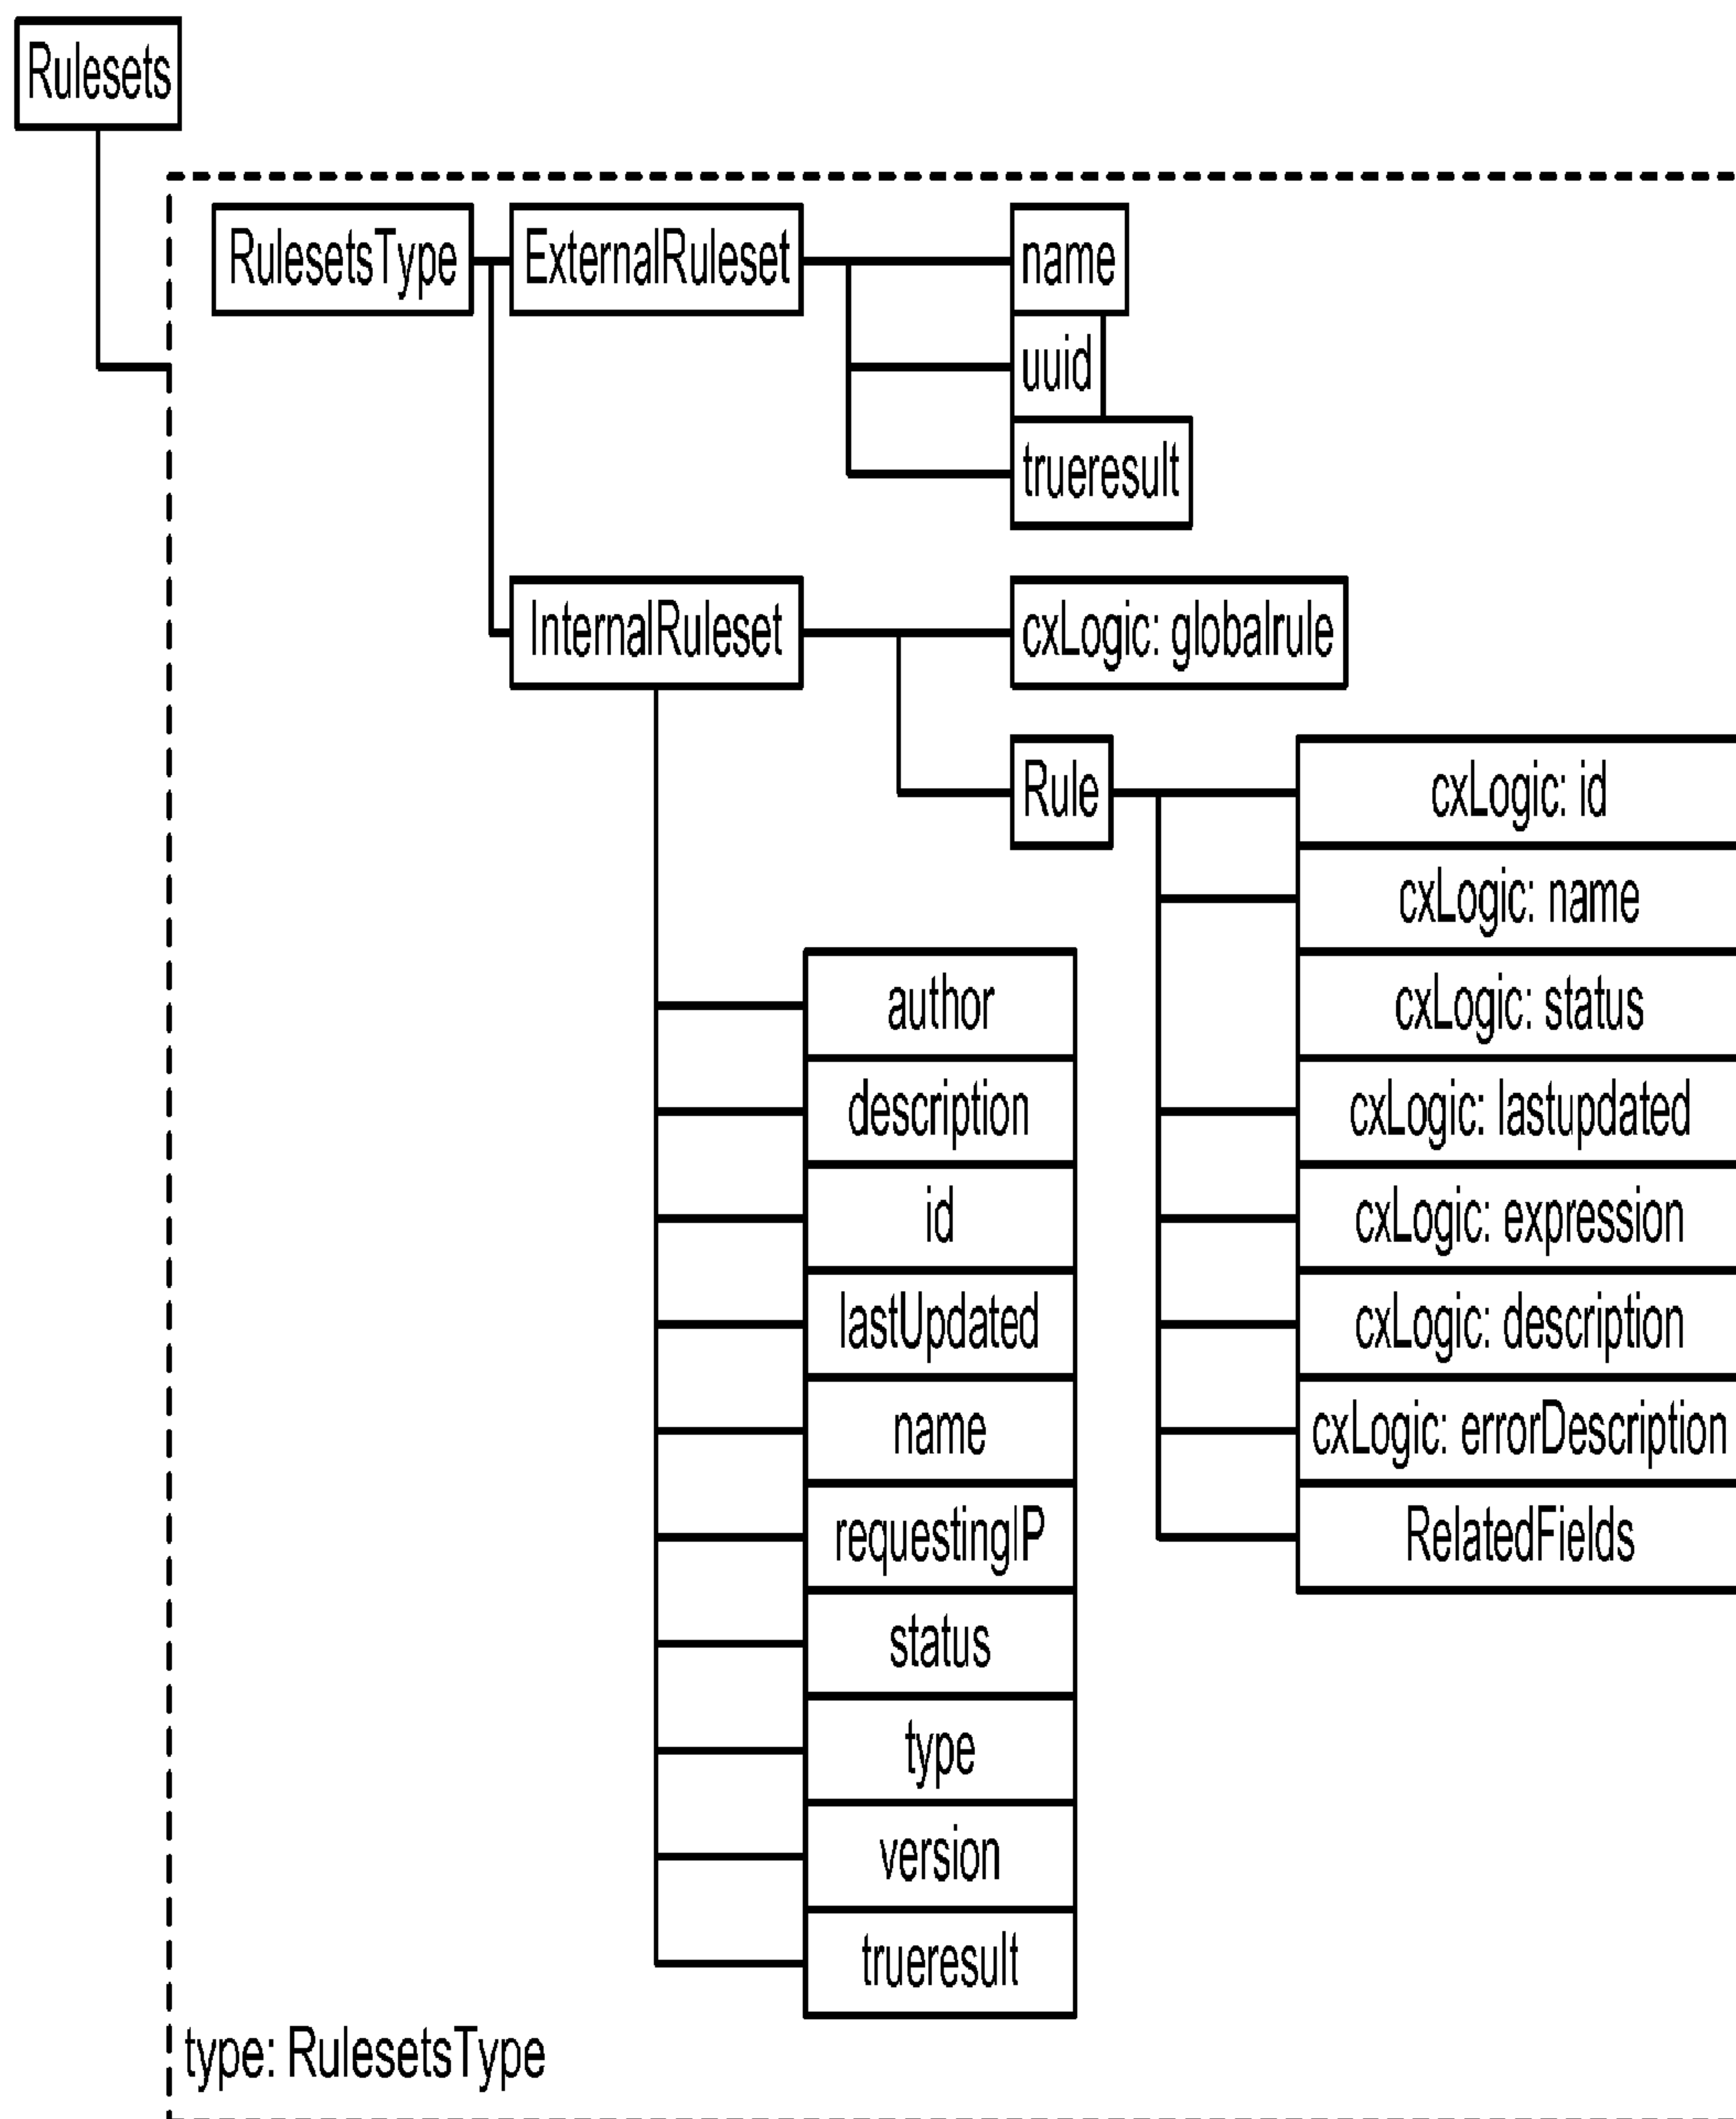 Rulesets
RulesetsType
ExternalRuleset
name
uuid
trueresult
InternalRuleset
cxLogic: globalrule
Rule
cxLogic: id
cxLogic: name
cxLogic: status
cxLogic: lastupdated
cxLogic: expression
cxLogic: description
cxLogic: errorDescription
RelatedFields
author
description
id
lastUpdated
name
requestingIP
status
type
version
trueresult
type: RulesetsType